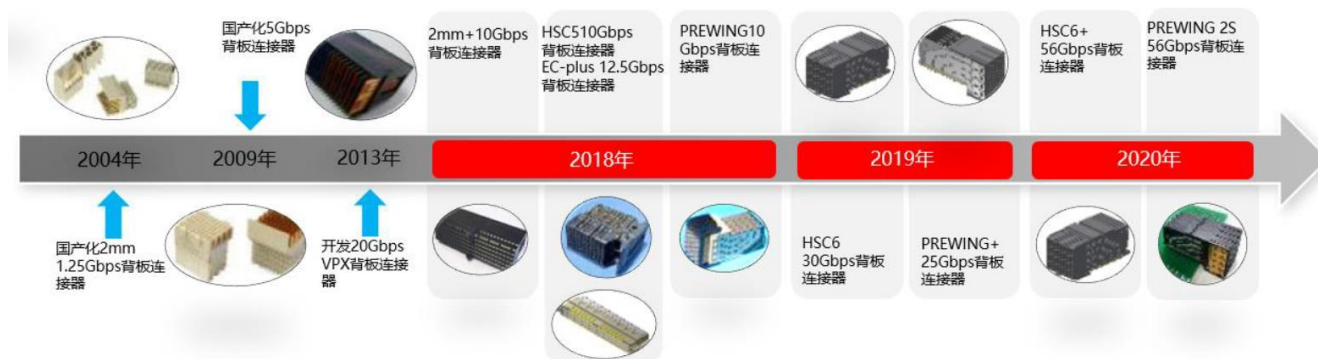 国产化5Gbps
背板连接器
2mm+10Gbps
背板连接器
HSC510Gbps
背板连接器
EC-plus 12.5Gbps
背板连接器
PREWING10
Gbps背板连
接器
HSC6+
56Gbps背板
连接器
PREWING 2S
56Gbps背板连
接器
2004年
2009年
2013年
2018年
2019年
2020年
国产化2mm
1.25Gbps背板连
接器
开发20Gbps
VPX背板连接
器
HSC6
30Gbps背板
连接器
PREWING+
25Gbps背板
连接器